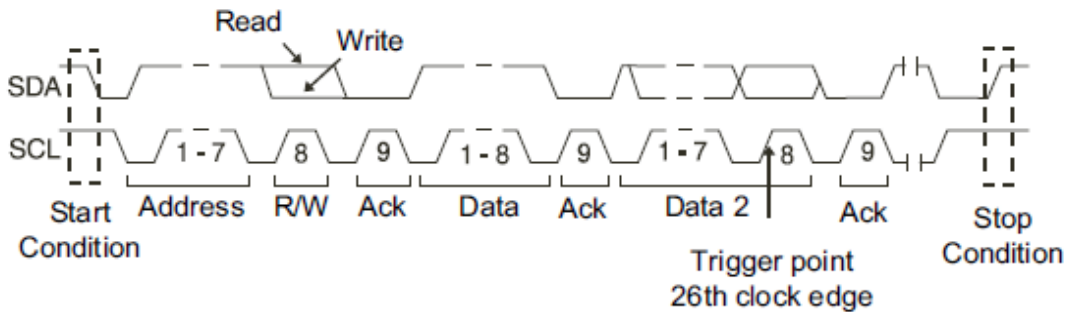 Read
Write
SDA
SCL
1 - 7 8 9 1 - 8 9 1 - 7 8 9
Start
Condition
Address R/W Ack Data Ack Data 2 Ack
Stop
Condition
Trigger point
26th clock edge